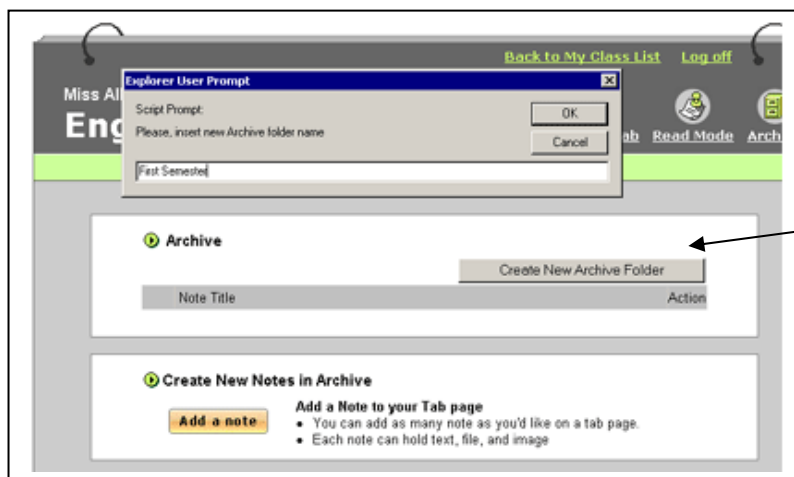 Back to My Class List Log off
Explorer User Prompt
Miss Al
Script Prompt:
OK
Eng
Please, insert new Archive folder name
Cancel
ab Read Mode Arch
First Semester
Archive
Create New Archive Folder
Note Title Action
Create New Notes in Archive
Add a note
Add a Note to your Tab page
• You can add as many note as you'd like on a tab page.
• Each note can hold text, file, and image